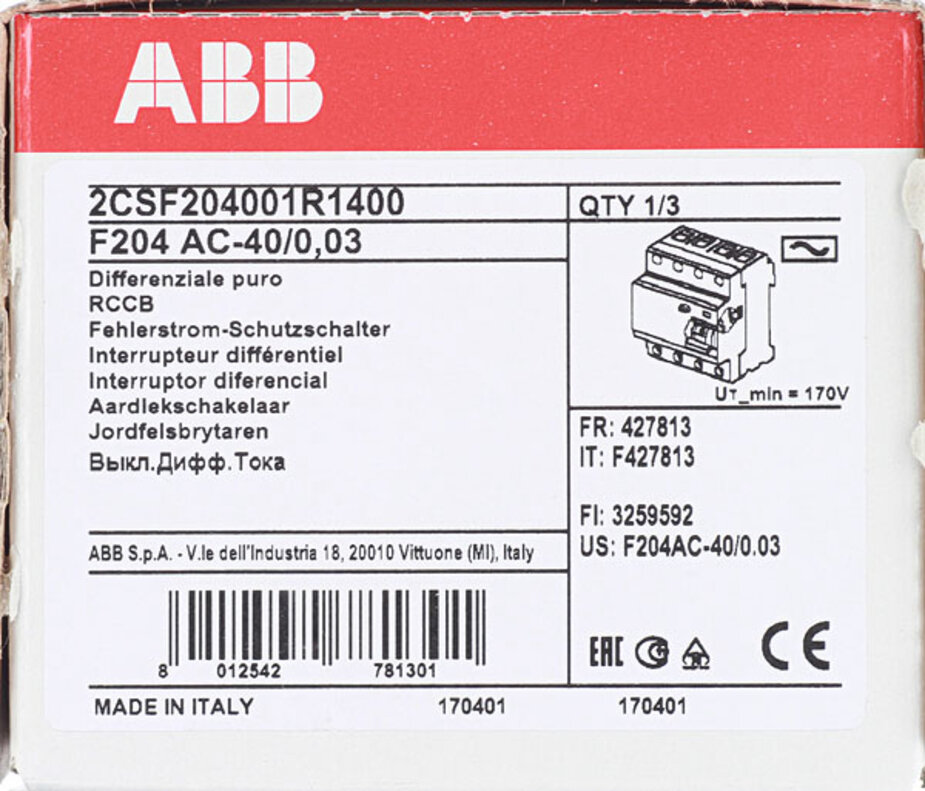 ABB
2CSF204001R1400
QTY 1/3
F204 AC-40/0,03
Differenziale puro
RCCB
Fehlerstrom-Schutzschalter
Interrupteur différentiel
Interruptor diferencial
Aardlekschakelaar
Jordfelsbrytaren
Выкл.Дифф.Тока
UT_min = 170V
FR: 427813
IT: F427813
FI: 3259592
US: F204AC-40/0.03
ABB S.p.A. - V.le dell'Industria 18, 20010 Vittuone (MI), Italy
8 012542 781301
EAC
CE
MADE IN ITALY 170401 170401